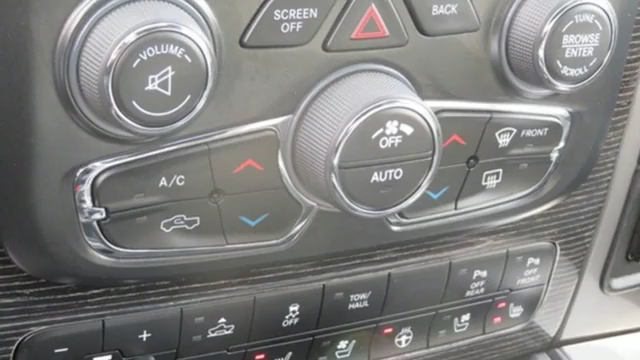 SCREEN
OFF
BACK
VOLUME
TUNE
BROWSE
ENTER
SCROLL
OFF
AUTO
A/C
FRONT
OFF
TOW/
HAUL
P
OFF
REAR
P
OFF
FRONT